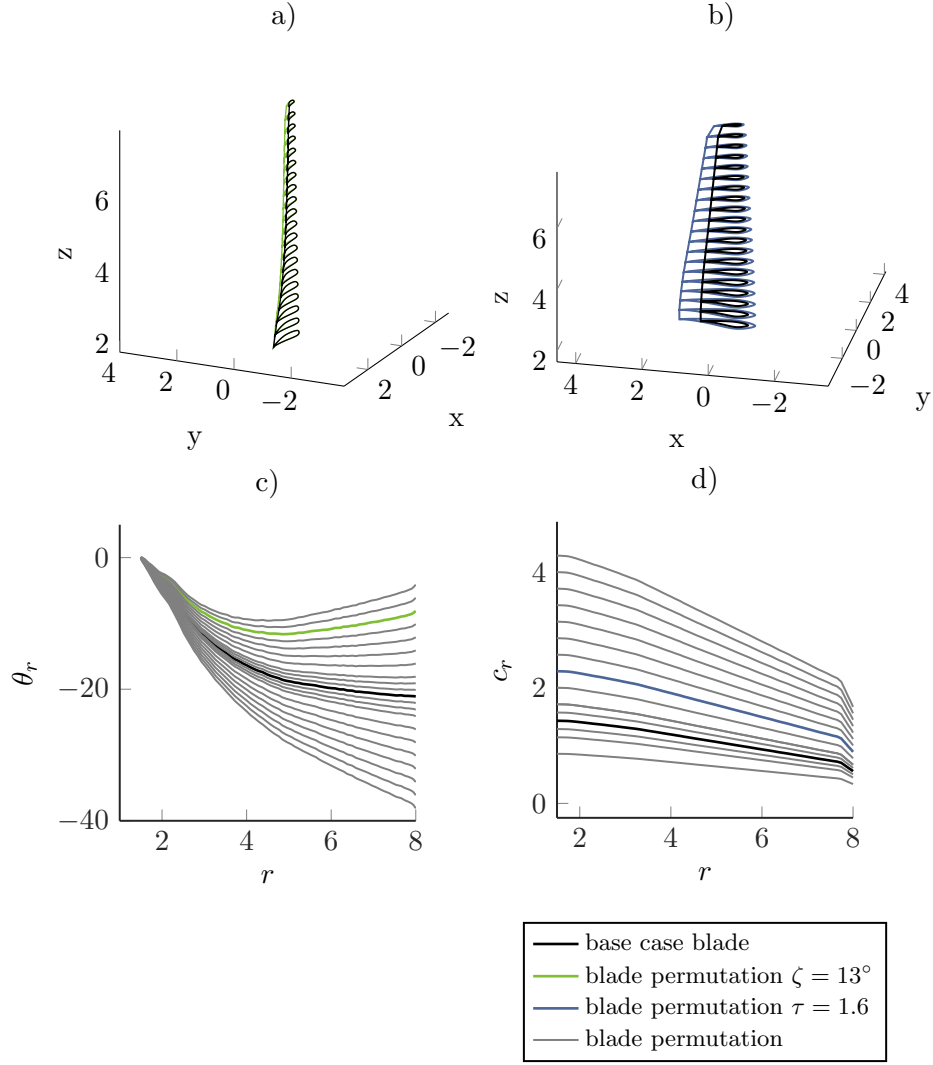 a)
b)
z
6
4
2
4
2
0
−2
y
2
0
−2
x
z
6
4
2
4
2
0
−2
x
−2
0
2
4
y
c)
d)
θr
0
−20
−40
2
4
6
8
r
cr
4
2
0
2
4
6
8
r
base case blade
blade permutation ζ = 13°
blade permutation τ = 1.6
blade permutation